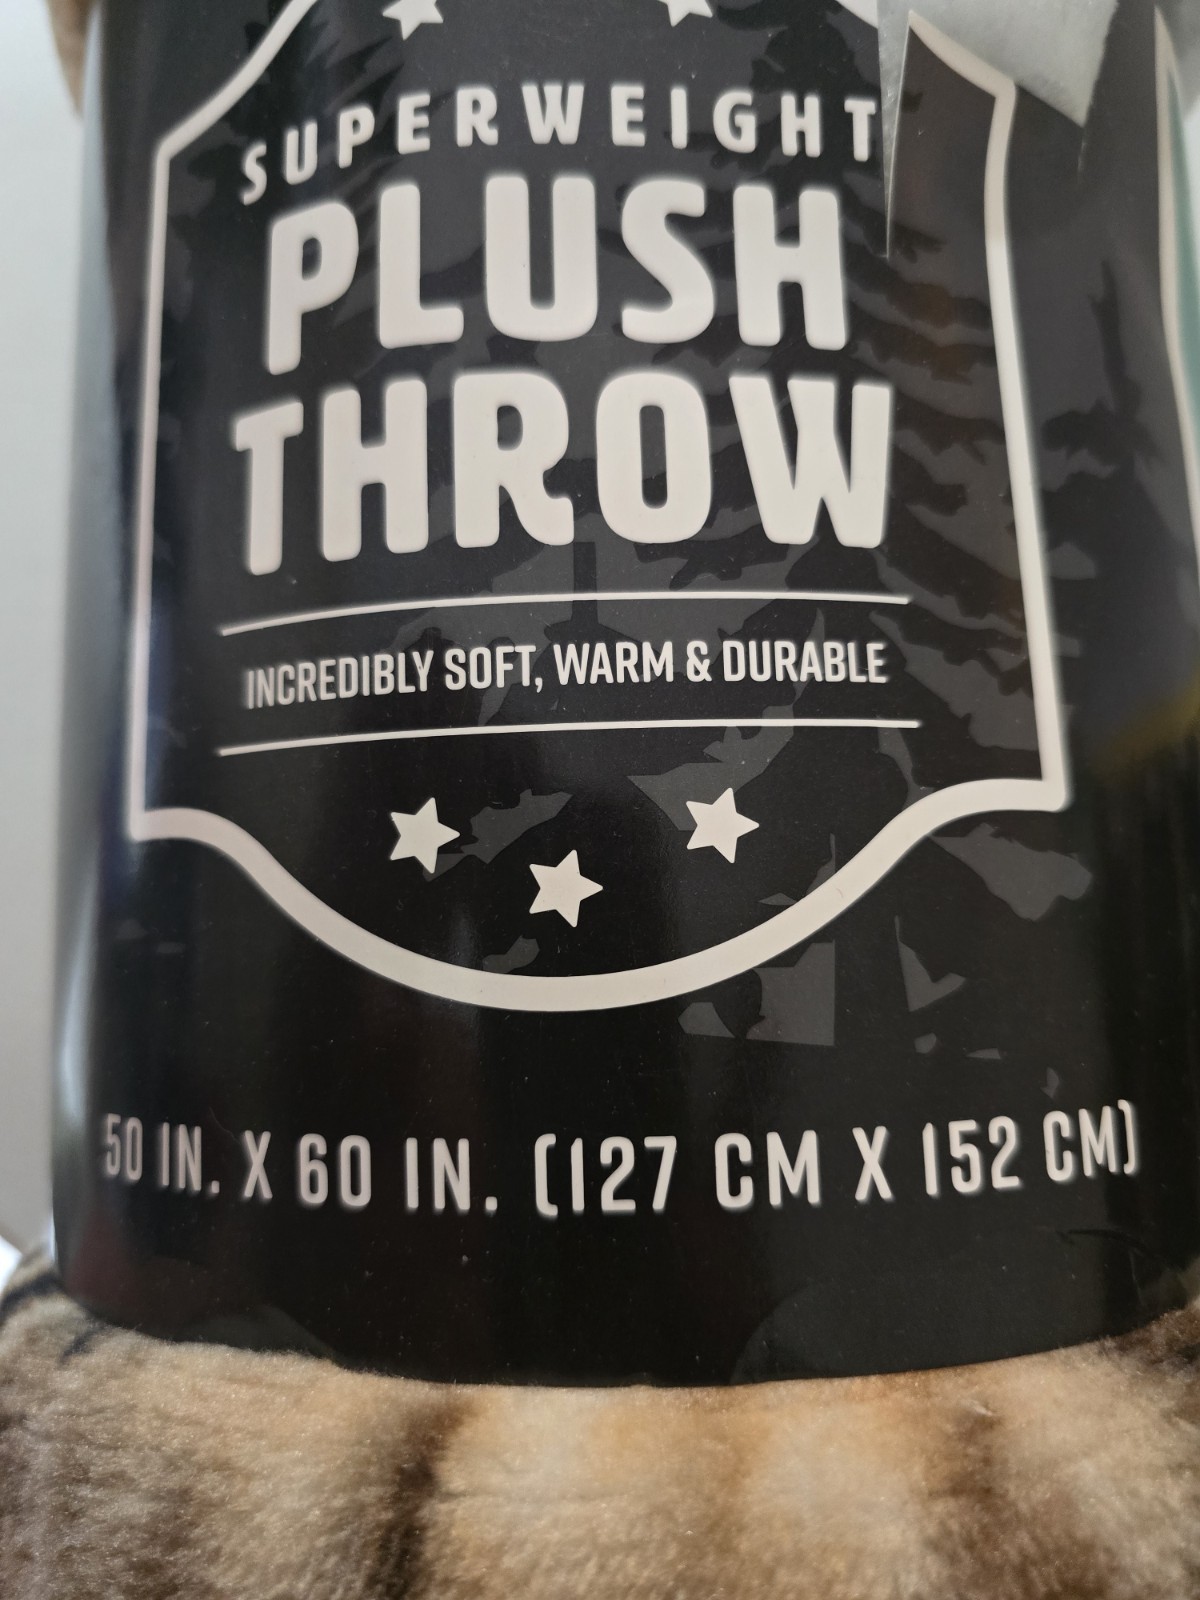 SUPERWEIGHT
PLUSH
THROW
INCREDIBLY SOFT, WARM & DURABLE
50 IN. X 60 IN. (127 CM X 152 CM)